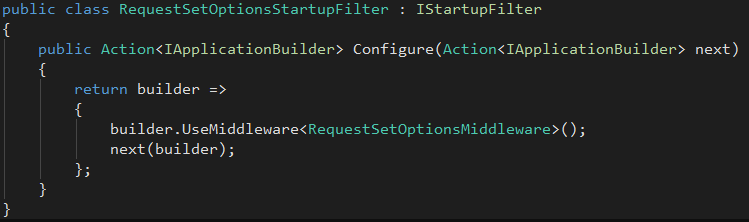 public class RequestSetOptionsStartupFilter : IStartupFilter
{
    public Action<IApplicationBuilder> Configure(Action<IApplicationBuilder> next)
    {
        return builder =>
        {
            builder.UseMiddleware<RequestSetOptionsMiddleware>();
            next(builder);
        };
    }
}